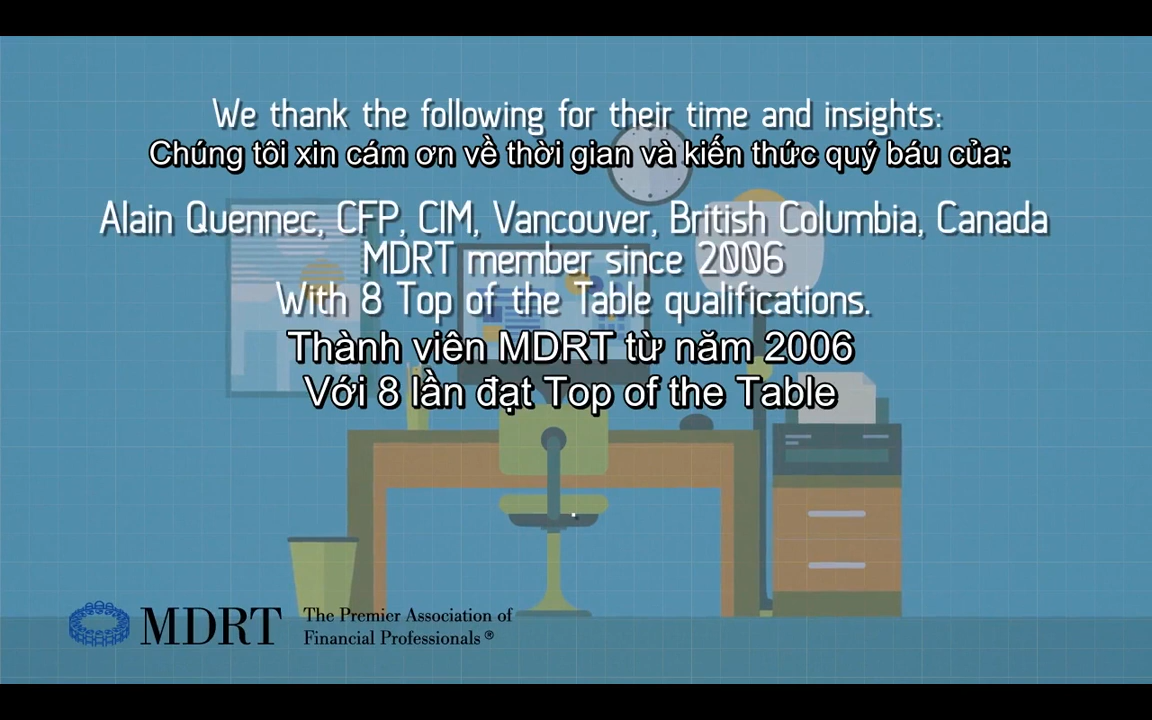 We thank the following for their time and insights:
Chúng tôi xin cám ơn về thời gian và kiến thức quý báu của:
Alain Quennec, CFP, CIM, Vancouver, British Columbia, Canada
MDRT member since 2006
With 8 Top of the Table qualifications.
Thành viên MDRT từ năm 2006
Với 8 lần đạt Top of the Table
MDRT
The Premier Association of
Financial Professionals®